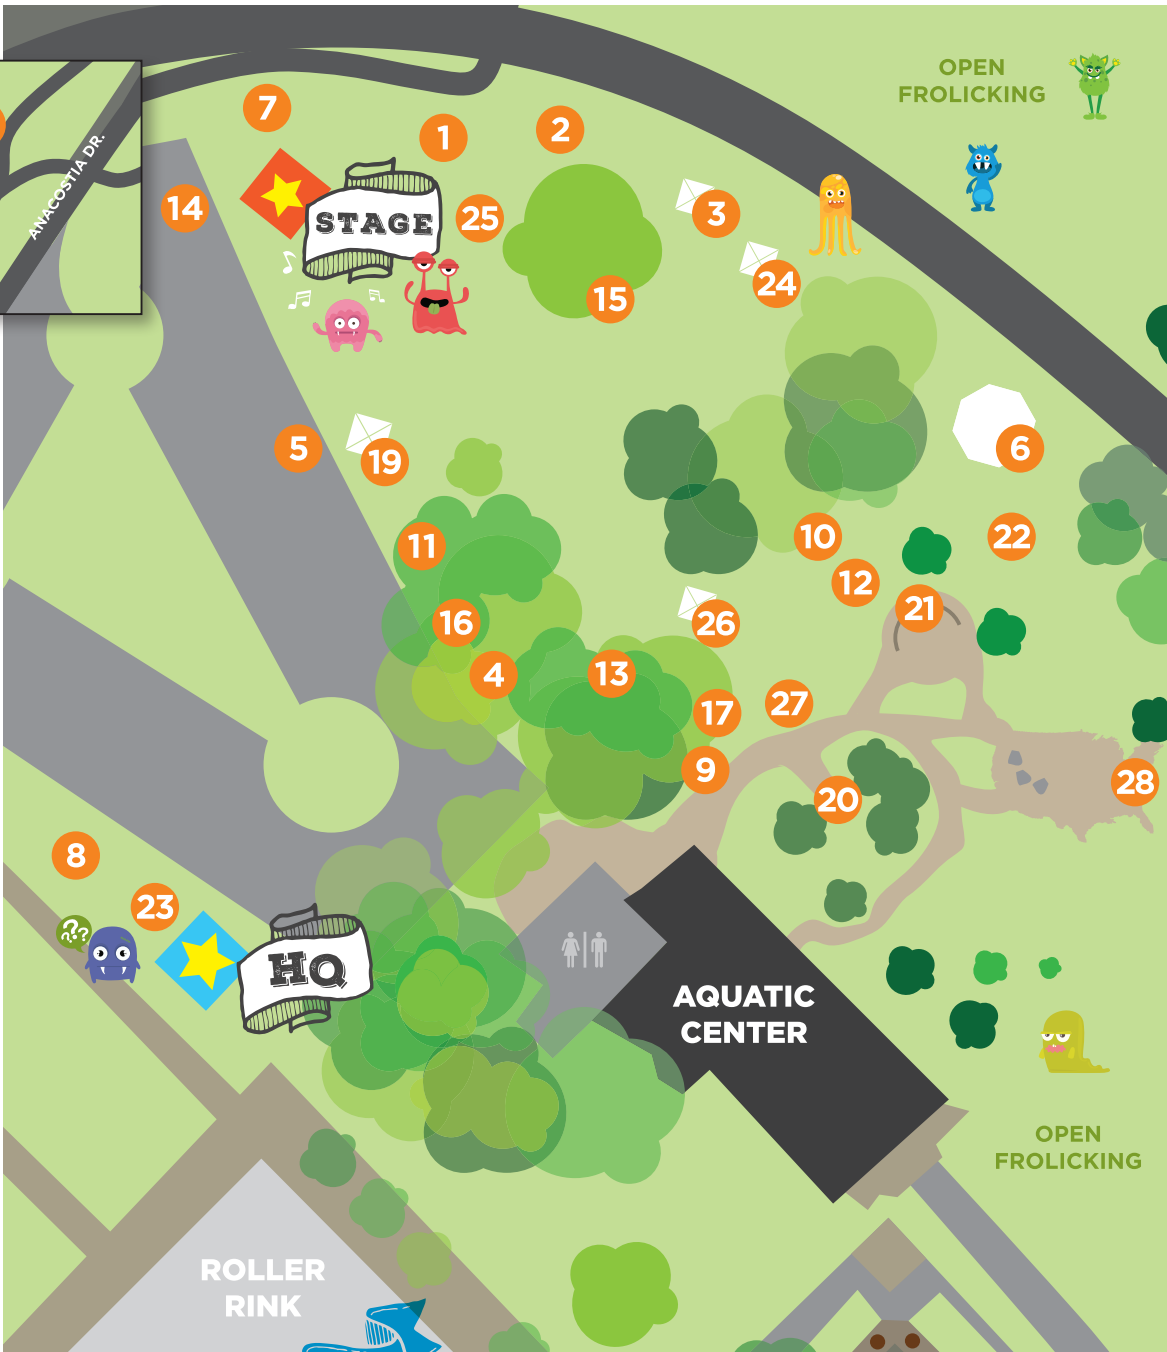 OPEN
FROLICKING
7
1
2
ANACOSTIA DR.
14
STAGE
25
3
24
15
5
19
6
11
10
22
12
21
16
26
4
13
17
27
9
20
28
8
23
???
HQ
AQUATIC
CENTER
OPEN
FROLICKING
ROLLER
RINK